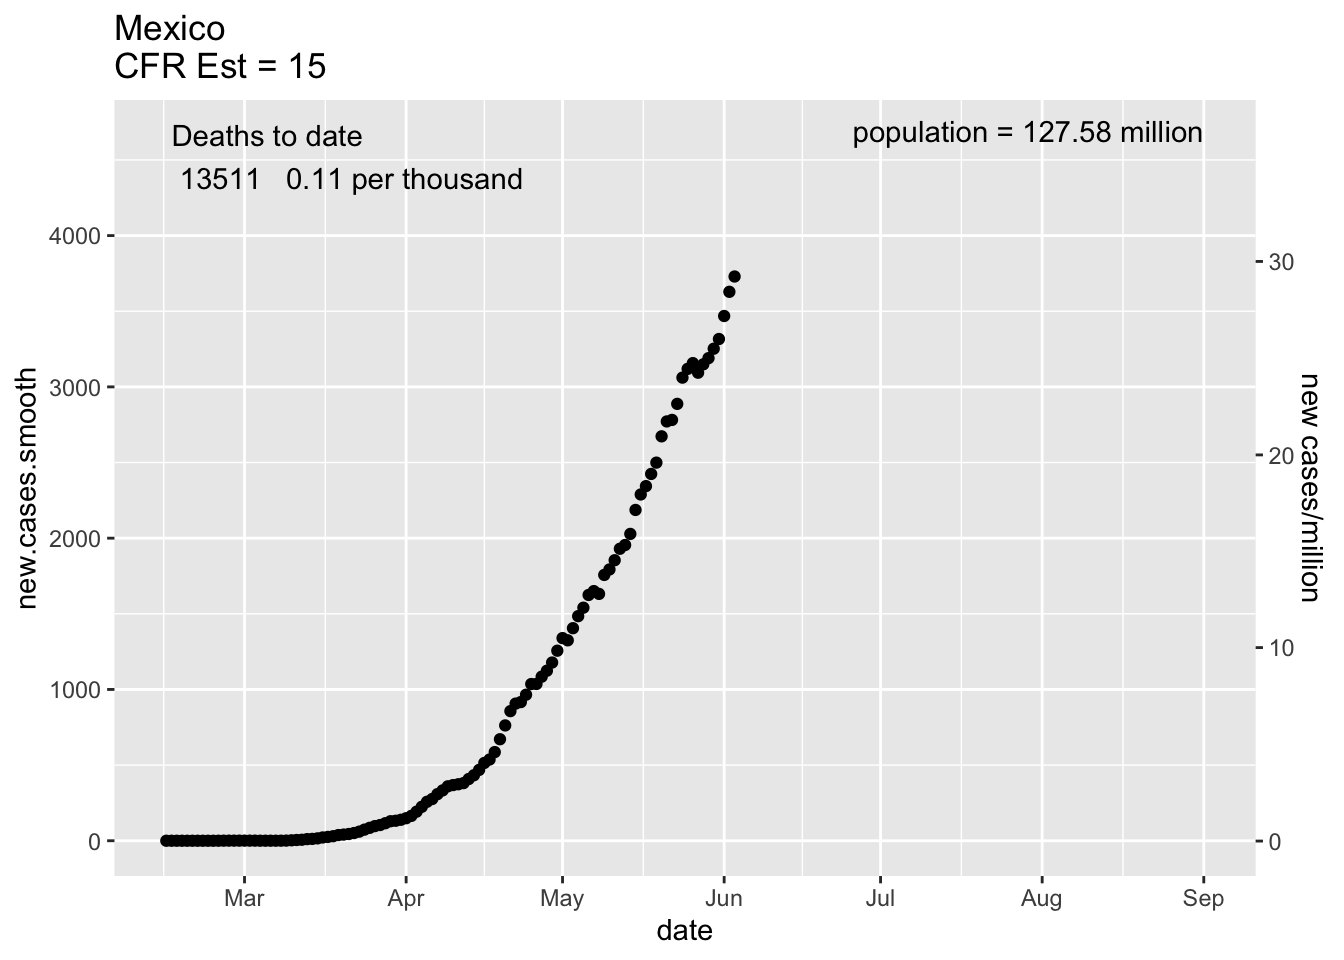 Mexico
CFR Est = 15
Deaths to date
13511 0.11 per thousand
population = 127.58 million
4000
3000
2000
1000
0
new.cases.smooth
30
20
10
0
new cases/million
Mar Apr May Jun Jul Aug Sep
date